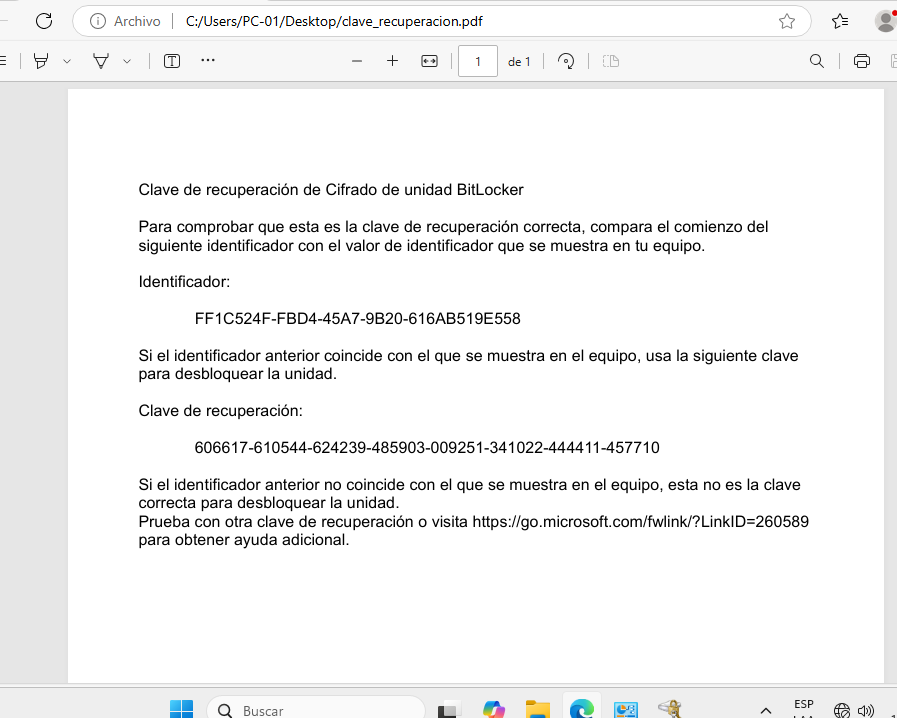 Archivo
C:/Users/PC-01/Desktop/clave_recuperacion.pdf
1 de 1
Clave de recuperación de Cifrado de unidad BitLocker
Para comprobar que esta es la clave de recuperación correcta, compara el comienzo del
siguiente identificador con el valor de identificador que se muestra en tu equipo.
Identificador:
FF1C524F-FBD4-45A7-9B20-616AB519E558
Si el identificador anterior coincide con el que se muestra en el equipo, usa la siguiente clave
para desbloquear la unidad.
Clave de recuperación:
606617-610544-624239-485903-009251-341022-444411-457710
Si el identificador anterior no coincide con el que se muestra en el equipo, esta no es la clave
correcta para desbloquear la unidad.
Prueba con otra clave de recuperación o visita https://go.microsoft.com/fwlink/?LinkID=260589
para obtener ayuda adicional.
Buscar
ESP